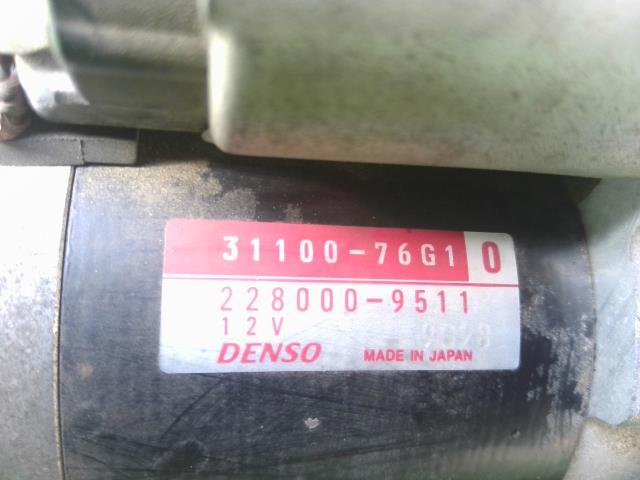 31100-76G1 0
228000-9511
12V
DENSO MADE IN JAPAN